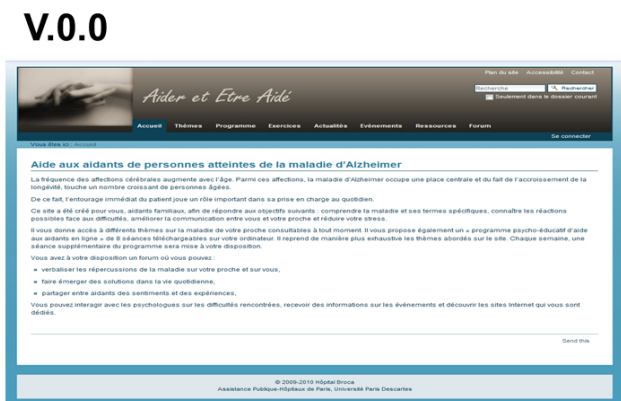 V.0.0
Plan du site Accessibilité Contact
Aider et Etre Aidé
Recherche Rechercher
Seulement dans le dossier courant
Accueil Thèmes Programme Exercices Actualités Evénements Ressources Forum
Se connecter
Vous êtes ici : Accueil
Aide aux aidants de personnes atteintes de la maladie d'Alzheimer
La fréquence des affections cérébrales augmente avec l'âge. Parmi ces affections, la maladie d'Alzheimer occupe une place centrale et du fait de l'accroissement de la
longévité, touche un nombre croissant de personnes âgées.
De ce fait, l'entourage immédiat du patient joue un rôle important dans sa prise en charge au quotidien.
Ce site a été créé pour vous, aidants familiaux, afin de répondre aux objectifs suivants : comprendre la maladie et ses termes spécifiques, connaître les réactions
possibles face aux difficultés, améliorer la communication entre vous et votre proche et réduire votre stress.
Il vous donne accès à différents thèmes sur la maladie de votre proche consultables à tout moment. Il vous propose également un « programme psycho-éducatif d'aide
aux aidants en ligne » de 8 séances téléchargeables sur votre ordinateur. Il reprend de manière plus exhaustive les thèmes abordés sur le site. Chaque semaine, une
séance supplémentaire du programme sera mise à votre disposition.
Vous avez à votre disposition un forum où vous pouvez :
verbaliser les répercussions de la maladie sur votre proche et sur vous,
faire émerger des solutions dans la vie quotidienne,
partager entre aidants des sentiments et des expériences,
Vous pouvez interagir avec les psychologues sur les difficultés rencontrées, recevoir des informations sur les événements et découvrir les sites Internet qui vous sont
dédiés.
Send this
© 2009-2010 Hôpital Broca
Assistance Publique-Hôpitaux de Paris, Université Paris Descartes